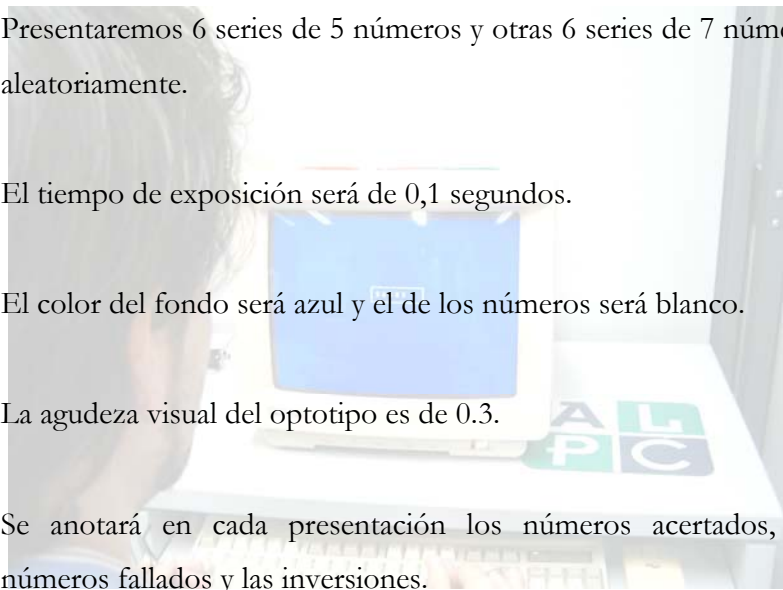 Presentaremos 6 series de 5 números y otras 6 series de 7
aleatoriamente.
El tiempo de exposición será de 0,1 segundos.
El color del fondo será azul y el de los números será blanco.
La agudeza visual del optotipo es de 0.3.
A L
P C
Se anotará en cada presentación los números acertados,
números fallados y las inversiones.